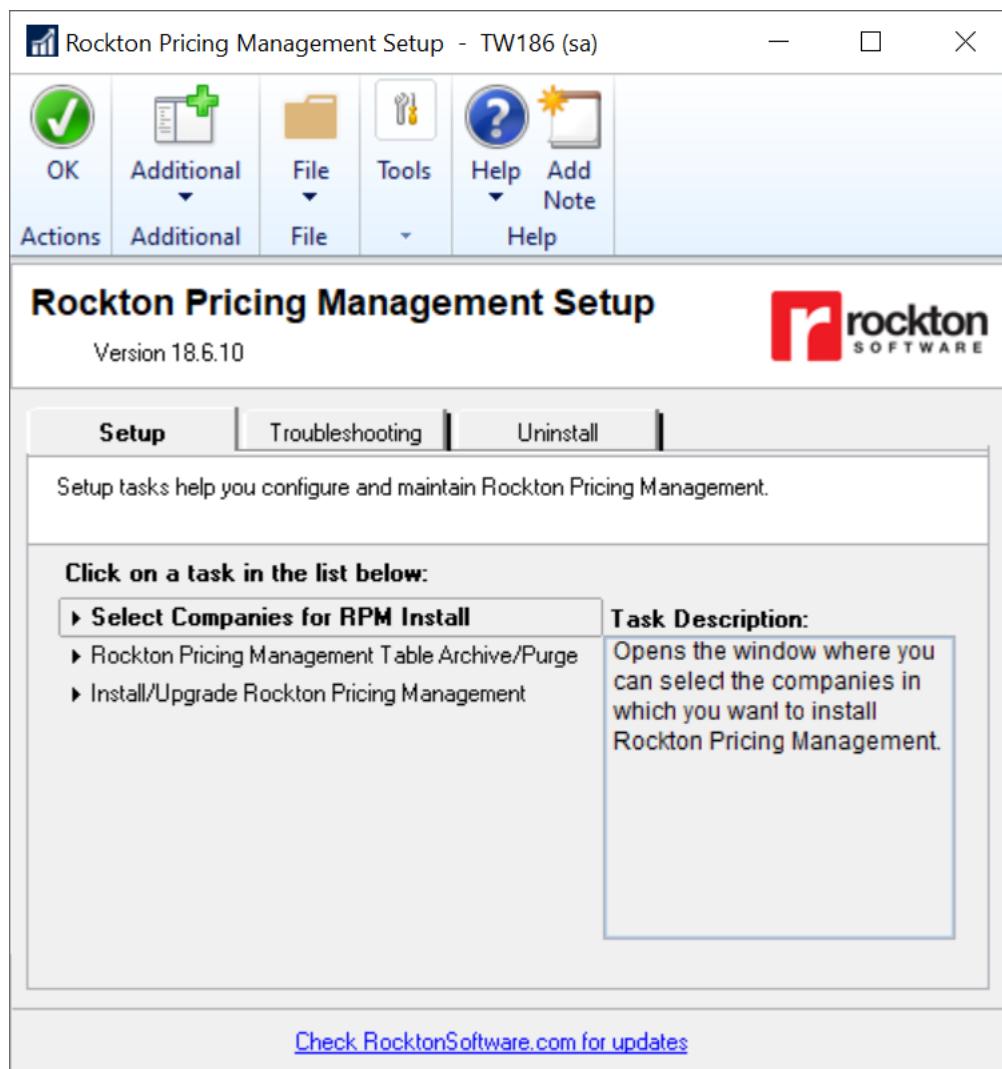 Rockton Pricing Management Setup - TW186 (sa)
OK Additional File Tools Help Add Note
Actions Additional File Help
Rockton Pricing Management Setup
Version 18.6.10
rockton
SOFTWARE
Setup Troubleshooting Uninstall
Setup tasks help you configure and maintain Rockton Pricing Management.
Click on a task in the list below:
Select Companies for RPM Install
Rockton Pricing Management Table Archive/Purge
Install/Upgrade Rockton Pricing Management
Task Description:
Opens the window where you
can select the companies in
which you want to install
Rockton Pricing Management.
Check RocktonSoftware.com for updates